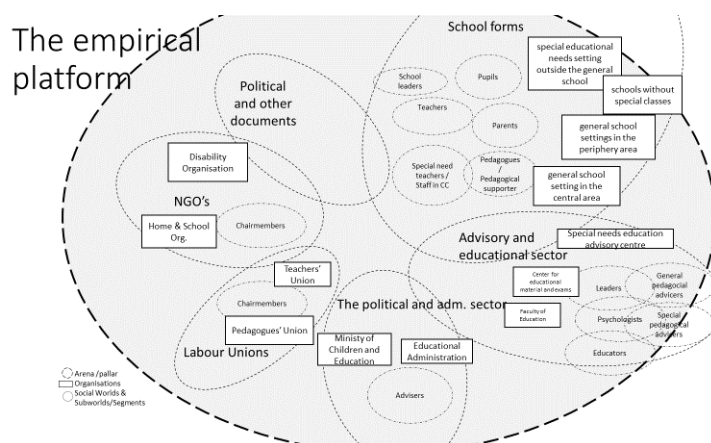 The empirical
platform
School forms
School
leaders
Pupils
Teachers
Parents
Special need
teachers /
Staff in CC
Pedagogues
/
Pedagogical
supporter
special educational
needs setting
outside the general
school
schools without
special classes
general school
settings in the
periphery area
general school
setting in the
central area
Political
and other
documents
Disability
Organisation
NGO's
Home & School
Org.
Chairmembers
Teachers'
Union
Chairmembers
Pedagogues' Union
Labour Unions
The political and adm. sector
Ministy of
Children and
Education
Educational
Administration
Advisers
Advisory and
educational sector
Special needs education
advisory centre
Center for
educational
material and exams
Faculty of
Education
Leaders
General
pedagocial
advicers
Psychologists
Special
pedagogical
advisers
Educators
Arena /pallar
Organisations
Social Worlds &
Subworlds/Segments